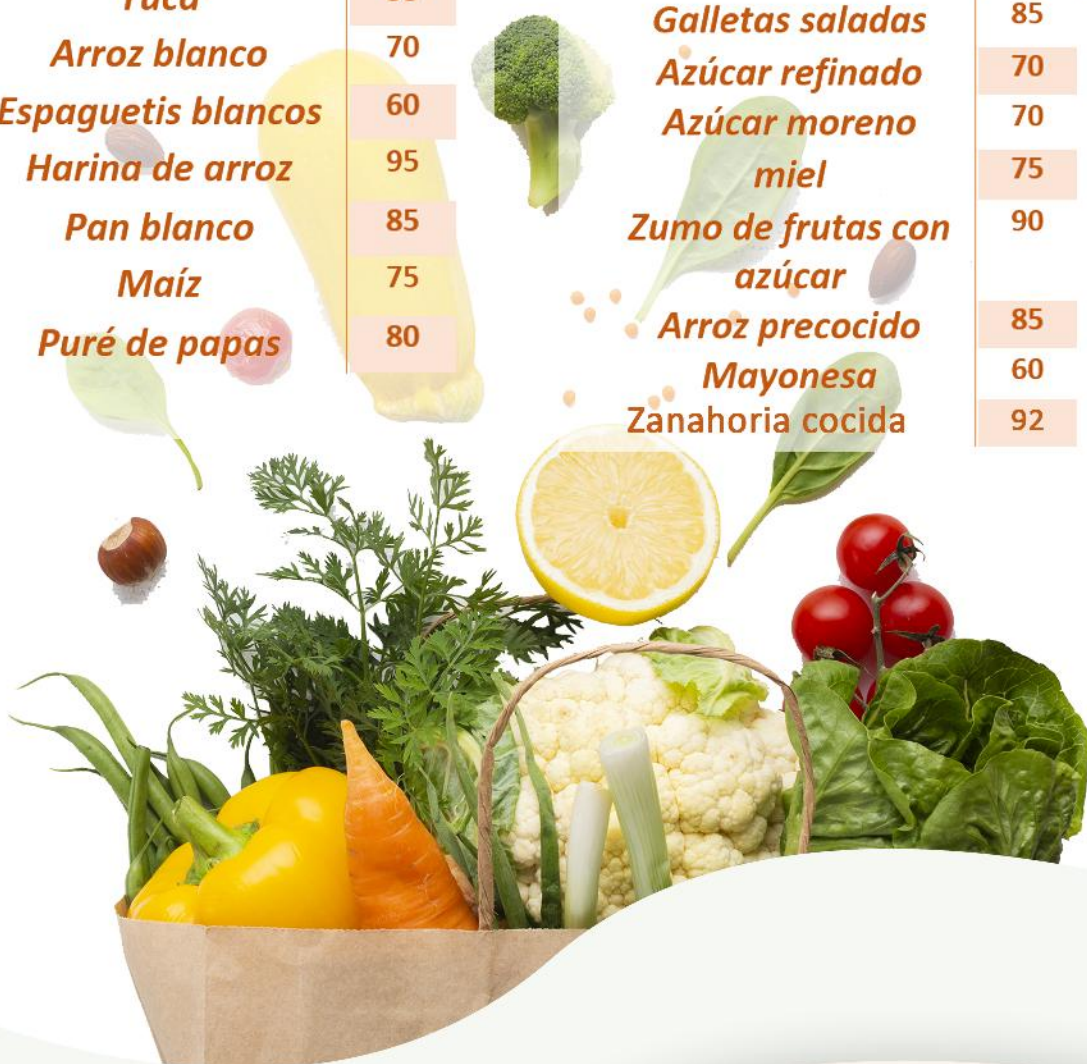 Yuca
Arroz blanco 70
Espaguetis blancos 60
Harina de arroz 95
Pan blanco 85
Maíz 75
Puré de papas 80
Galletas saladas 85
Azúcar refinado 70
Azúcar moreno 70
miel 75
Zumo de frutas con 90
azúcar
Arroz precocido 85
Mayonesa 60
Zanahoria cocida 92